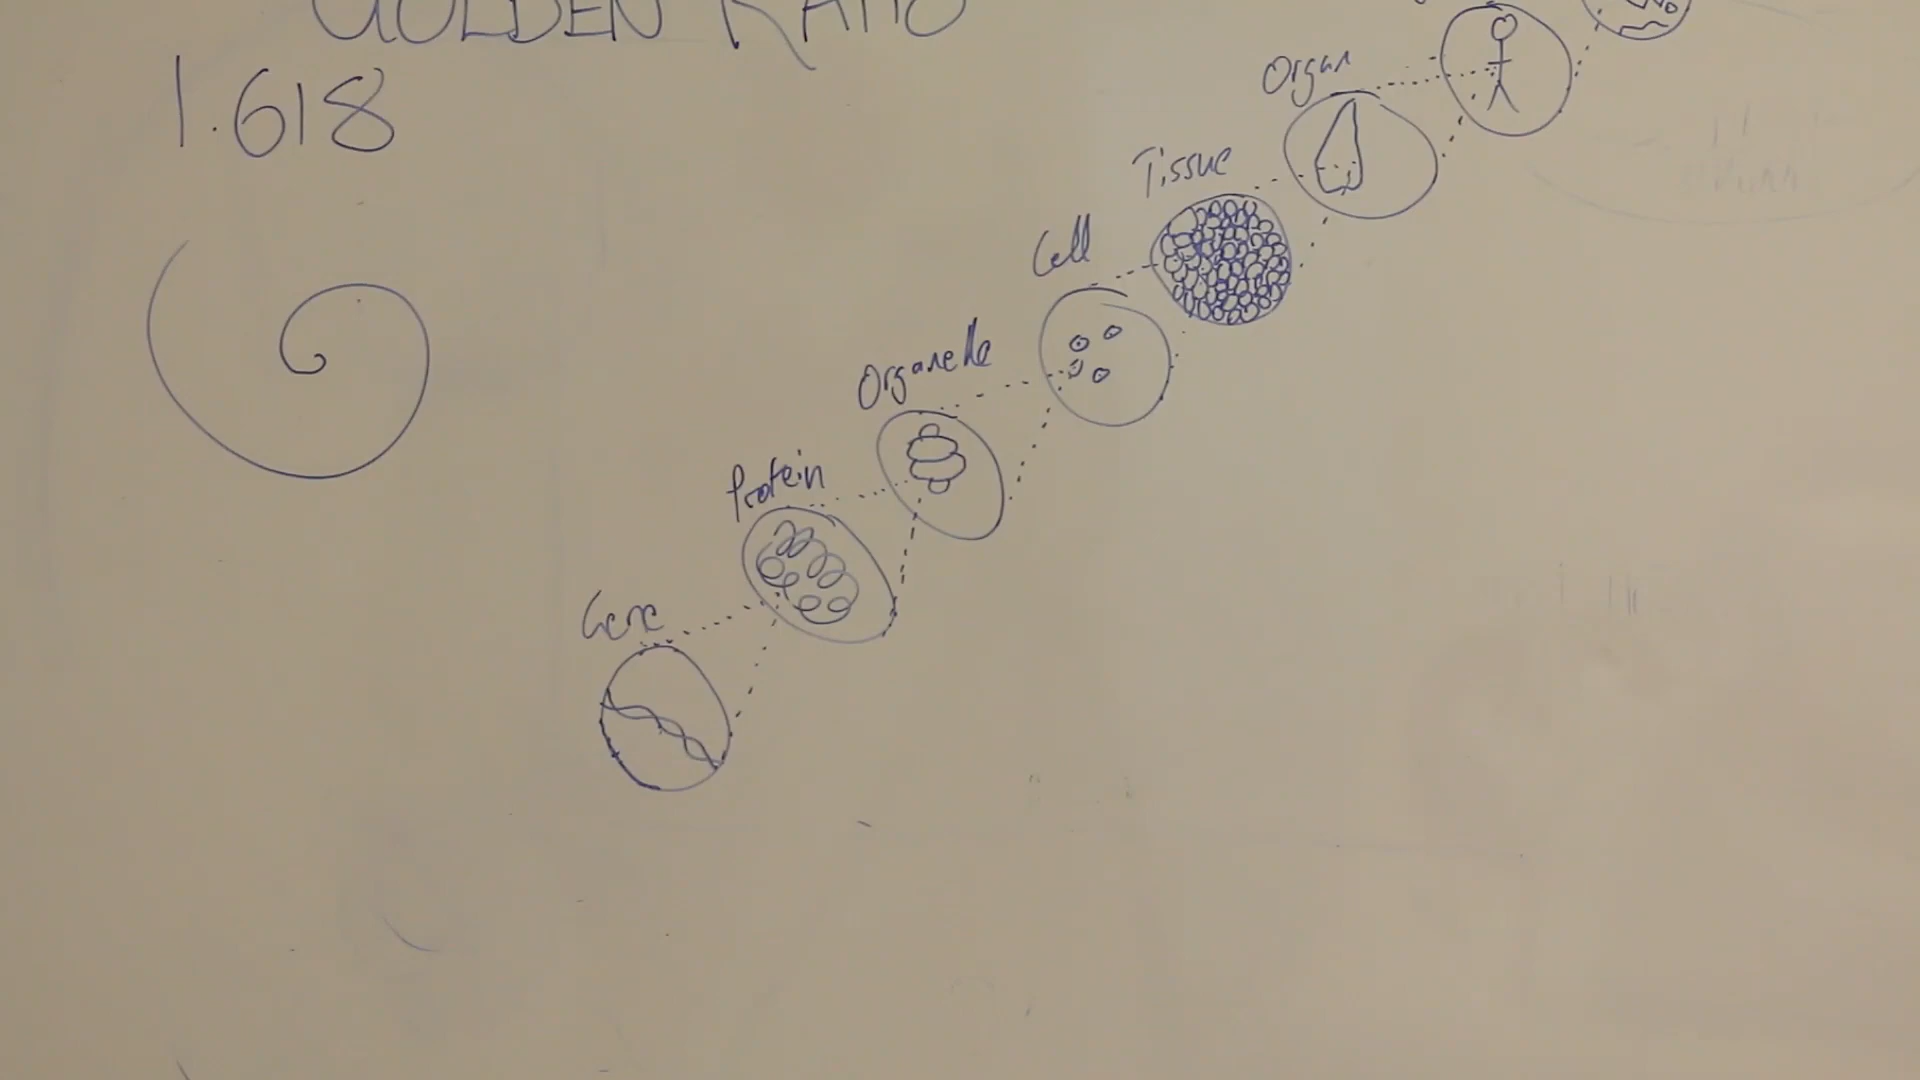 GOLDEN RATIO
1.618
Organ
Tissue
Cell
Organelle
Protein
Gene